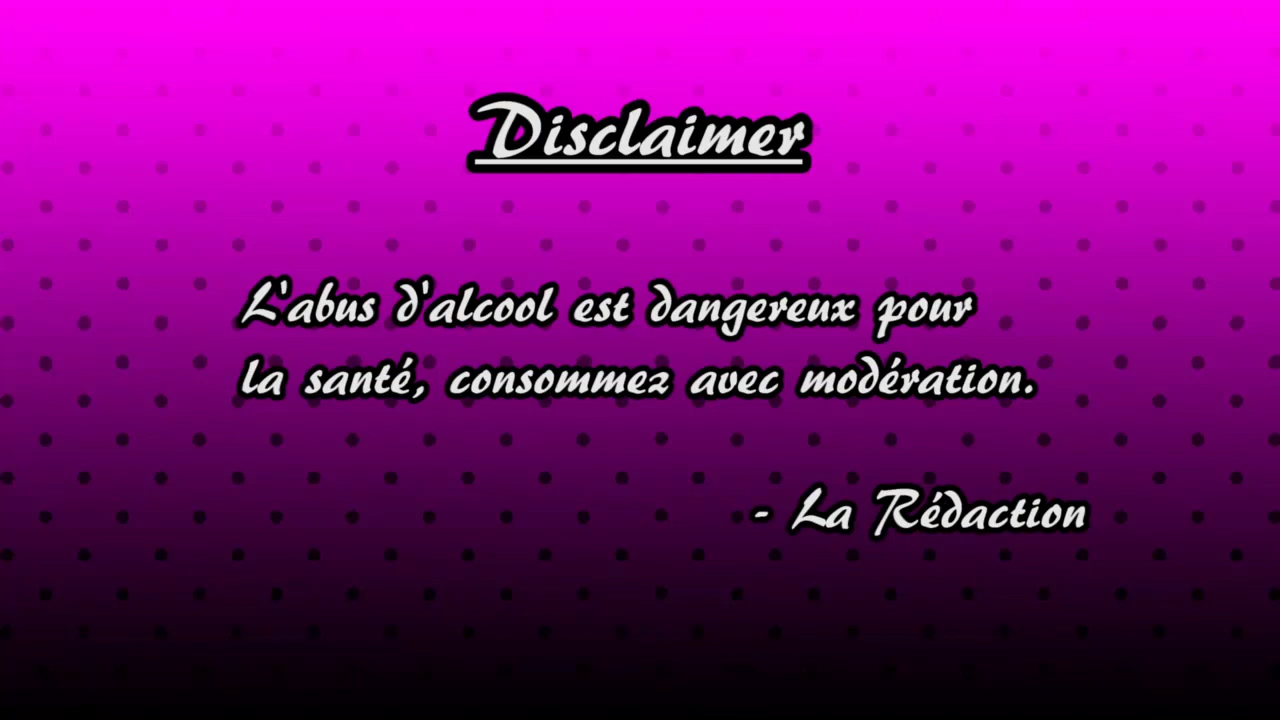 Disclaimer
L'abus d'alcool est dangereux pour
la santé, consommez avec modération.
- La Rédaction